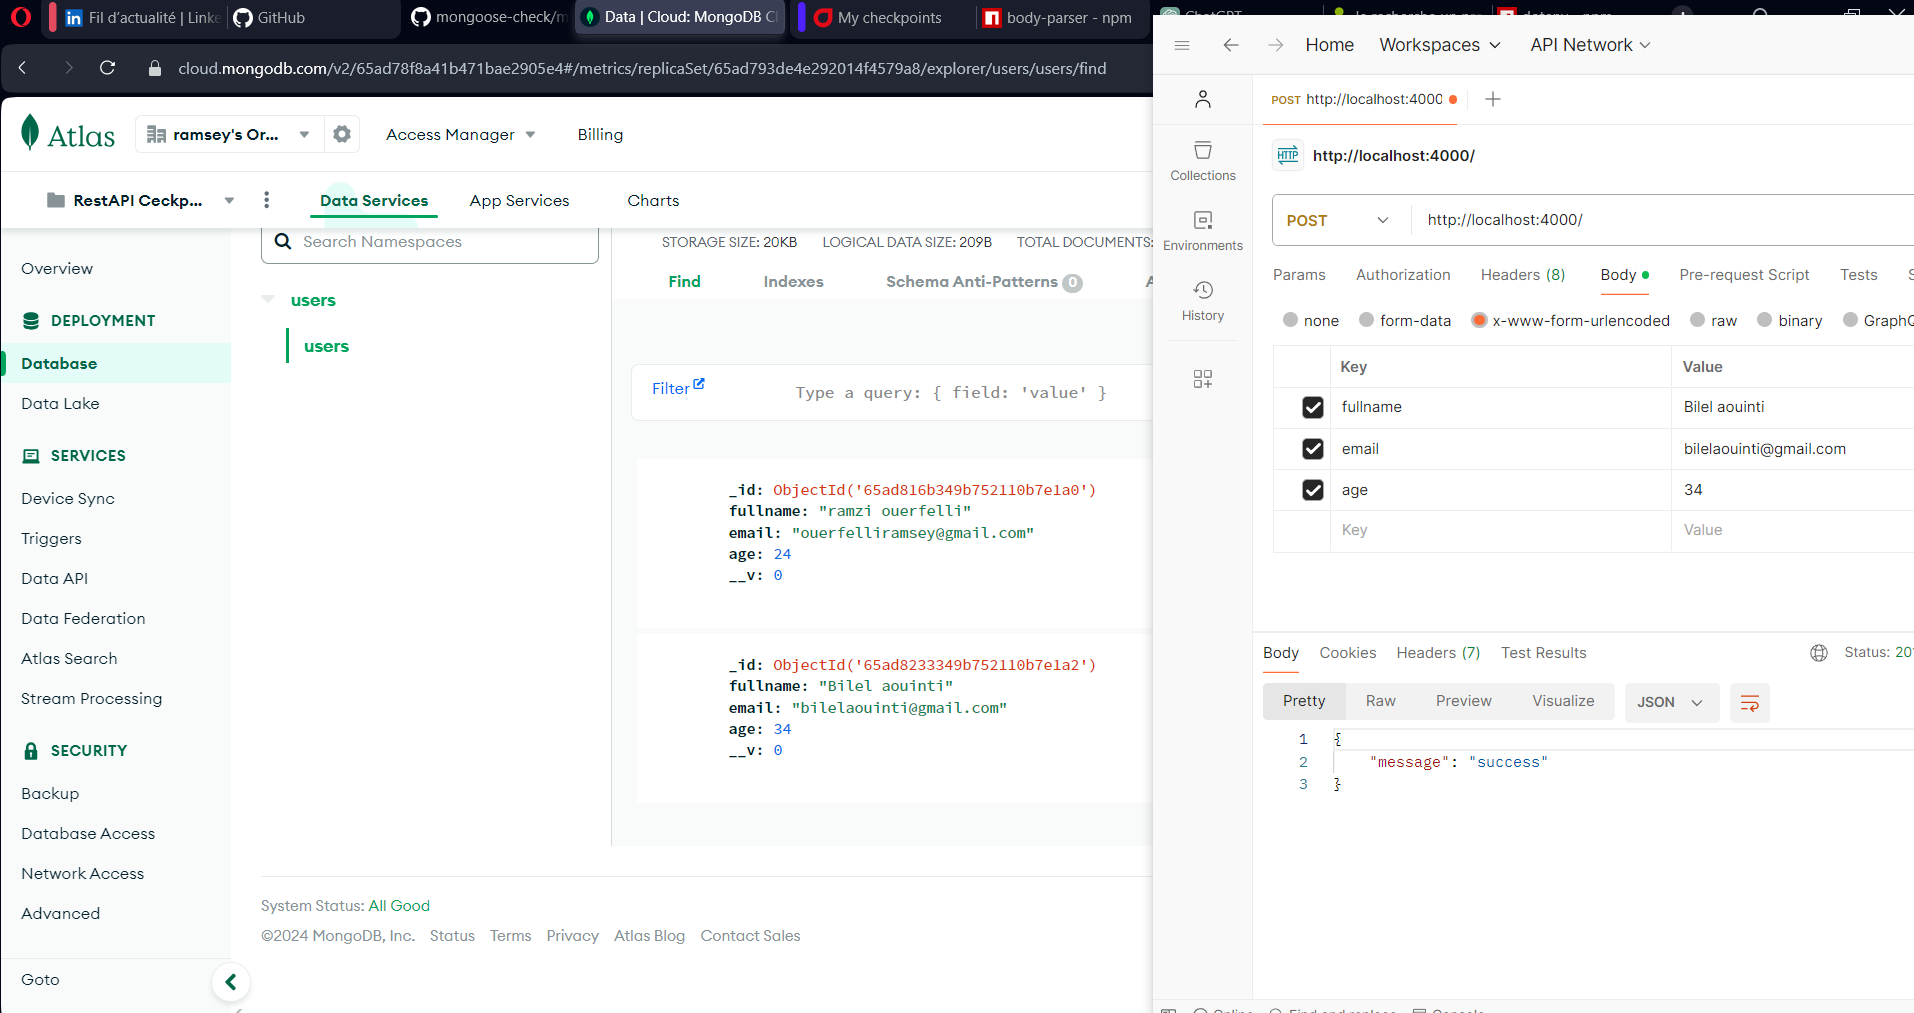 Fil d'actualité | Linke
GitHub
mongoose-check/m
Data | Cloud: MongoDB Cl
My checkpoints
body-parser - npm
cloud.mongodb.com/v2/65ad78f8a41b471bae2905e4#/metrics/replicaSet/65ad793de4e292014f4579a8/explorer/users/users/find
Atlas
ramsey's Or...
Access Manager
Billing
RestAPI Ceckp...
Data Services
App Services
Charts
Overview
DEPLOYMENT
Database
Data Lake
SERVICES
Device Sync
Triggers
Data API
Data Federation
Atlas Search
Stream Processing
SECURITY
Backup
Database Access
Network Access
Advanced
Goto
Search Namespaces
users
users
STORAGE SIZE: 20KB LOGICAL DATA SIZE: 209B TOTAL DOCUMENTS:
Find
Indexes
Schema Anti-Patterns 0
A
Filter
Type a query: { field: 'value' }
_id: ObjectId('65ad816b349b752110b7e1a0')
fullname: "ramzi ouerfelli"
email: "ouerfelliramsey@gmail.com"
age: 24
__v: 0
_id: ObjectId('65ad8233349b752110b7e1a2')
fullname: "Bilel aouinti"
email: "bilelaouinti@gmail.com"
age: 34
__v: 0
System Status: All Good
©2024 MongoDB, Inc. Status Terms Privacy Atlas Blog Contact Sales
Home
Workspaces
API Network
POST http://localhost:4000
HTTP http://localhost:4000/
Collections
Environments
History
POST
http://localhost:4000/
Params Authorization Headers (8) Body Pre-request Script Tests S
none form-data x-www-form-urlencoded raw binary GraphQ
Key Value
fullname Bilel aouinti
email bilelaouinti@gmail.com
age 34
Key Value
Body Cookies Headers (7) Test Results
Status: 201
Pretty Raw Preview Visualize JSON
1 {
2 "message": "success"
3 }